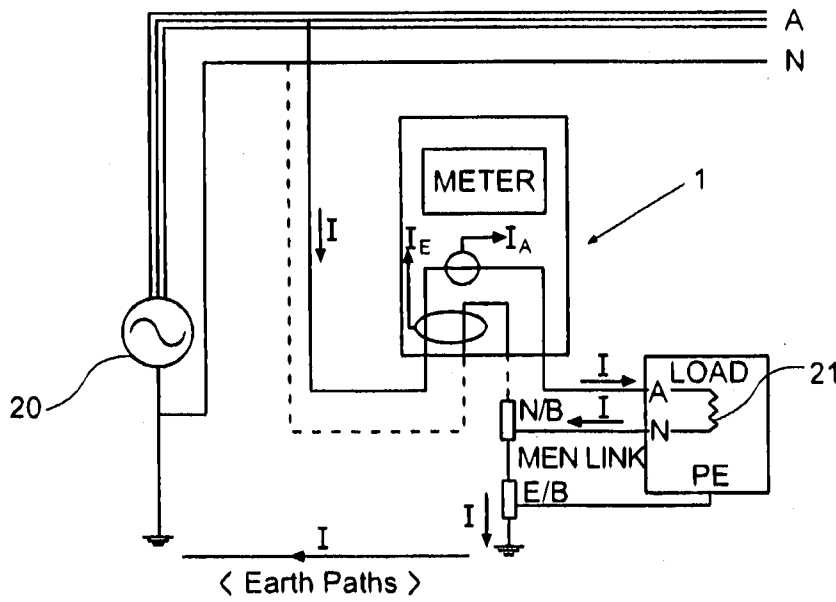 A
N
METER
1
I
I_E
I_A
20
I
LOAD
21
A
I
N/B
N
MEN LINK
PE
E/B
I
I
< Earth Paths >